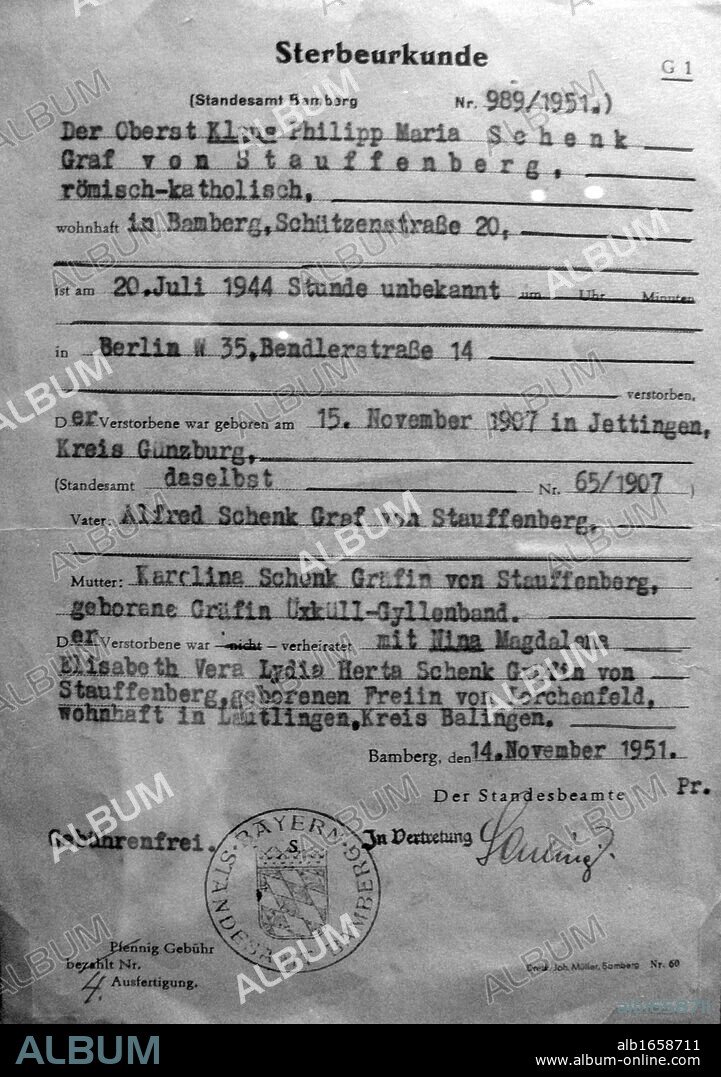 Sterbeurkunde
G 1
(Standesamt Bamberg Nr. 989/1951.)
Der Oberst Klaus Philipp Maria Schenk
Graf von Stauffenberg,
römisch-katholisch,
wohnhaft in Bamberg, Schützenstraße 20,
ist am 20. Juli 1944 Stunde unbekannt um Uhr Minuten
in Berlin W 35, Bendlerstraße 14
verstorben.
Der Verstorbene war geboren am 15. November 1907 in Jettingen,
Kreis Günzburg,
(Standesamt daselbst Nr. 65/1907 )
Vater: Alfred Schenk Graf von Stauffenberg,
Mutter: Karolina Schenk Gräfin von Stauffenberg,
geborene Gräfin Üxküll-Gyllenband.
Der Verstorbene war - nicht - verheiratet mit Nina Magdalena
Elisabeth Vera Lydia Herta Schenk Gräfin von
Stauffenberg, geborenen Freiin von Lerchenfeld,
wohnhaft in Lautlingen, Kreis Balingen.
Bamberg, den 14. November 1951.
Der Standesbeamte Pr.
Gebührenfrei. In Vertretung
BAYERN · STANDESAMT BAMBERG
S.
Pfennig Gebühr
bezahlt Nr.
4. Ausfertigung.
Druck: Joh. Müller, Bamberg Nr. 60
alb1658711
ALBUM
alb1658711
www.album-online.com